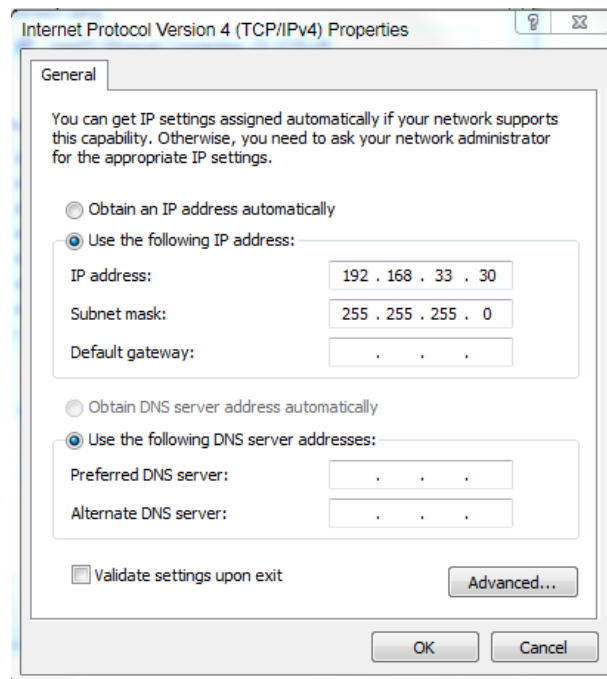 Internet Protocol Version 4 (TCP/IPv4) Properties
General
You can get IP settings assigned automatically if your network supports
this capability. Otherwise, you need to ask your network administrator
for the appropriate IP settings.
Obtain an IP address automatically
Use the following IP address:
IP address: 192 . 168 . 33 . 30
Subnet mask: 255 . 255 . 255 . 0
Default gateway: . . .
Obtain DNS server address automatically
Use the following DNS server addresses:
Preferred DNS server: . . .
Alternate DNS server: . . .
Validate settings upon exit
Advanced...
OK Cancel